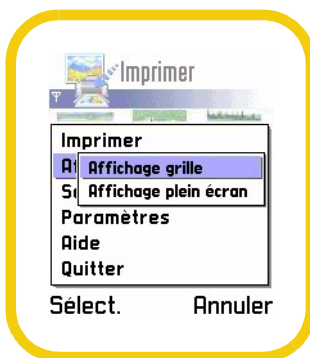 Imprimer
Imprimer
Affichage grille
Affichage plein écran
Paramètres
Aide
Quitter
Sélect. Annuler